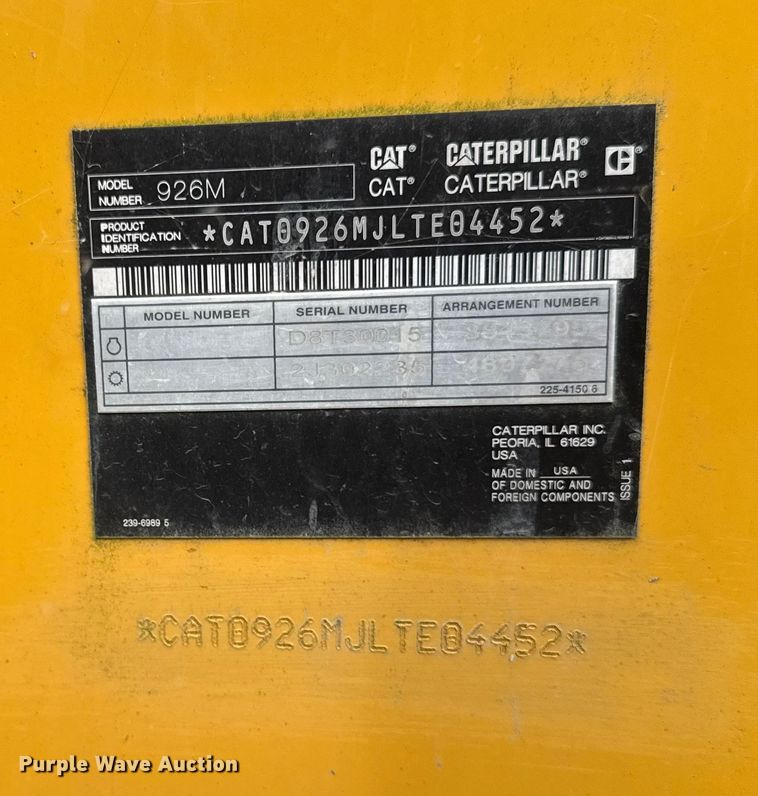 CAT® CATERPILLAR®
CAT® CATERPILLAR®
MODEL NUMBER 926M
PRODUCT IDENTIFICATION NUMBER *CAT0926MJLTE04452*
MODEL NUMBER SERIAL NUMBER ARRANGEMENT NUMBER
225-4150 6
CATERPILLAR INC.
PEORIA, IL 61629
USA
MADE IN USA
OF DOMESTIC AND
FOREIGN COMPONENTS
ISSUE 1
239-6989 5
*CAT0926MJLTE04452*
Purple Wave Auction